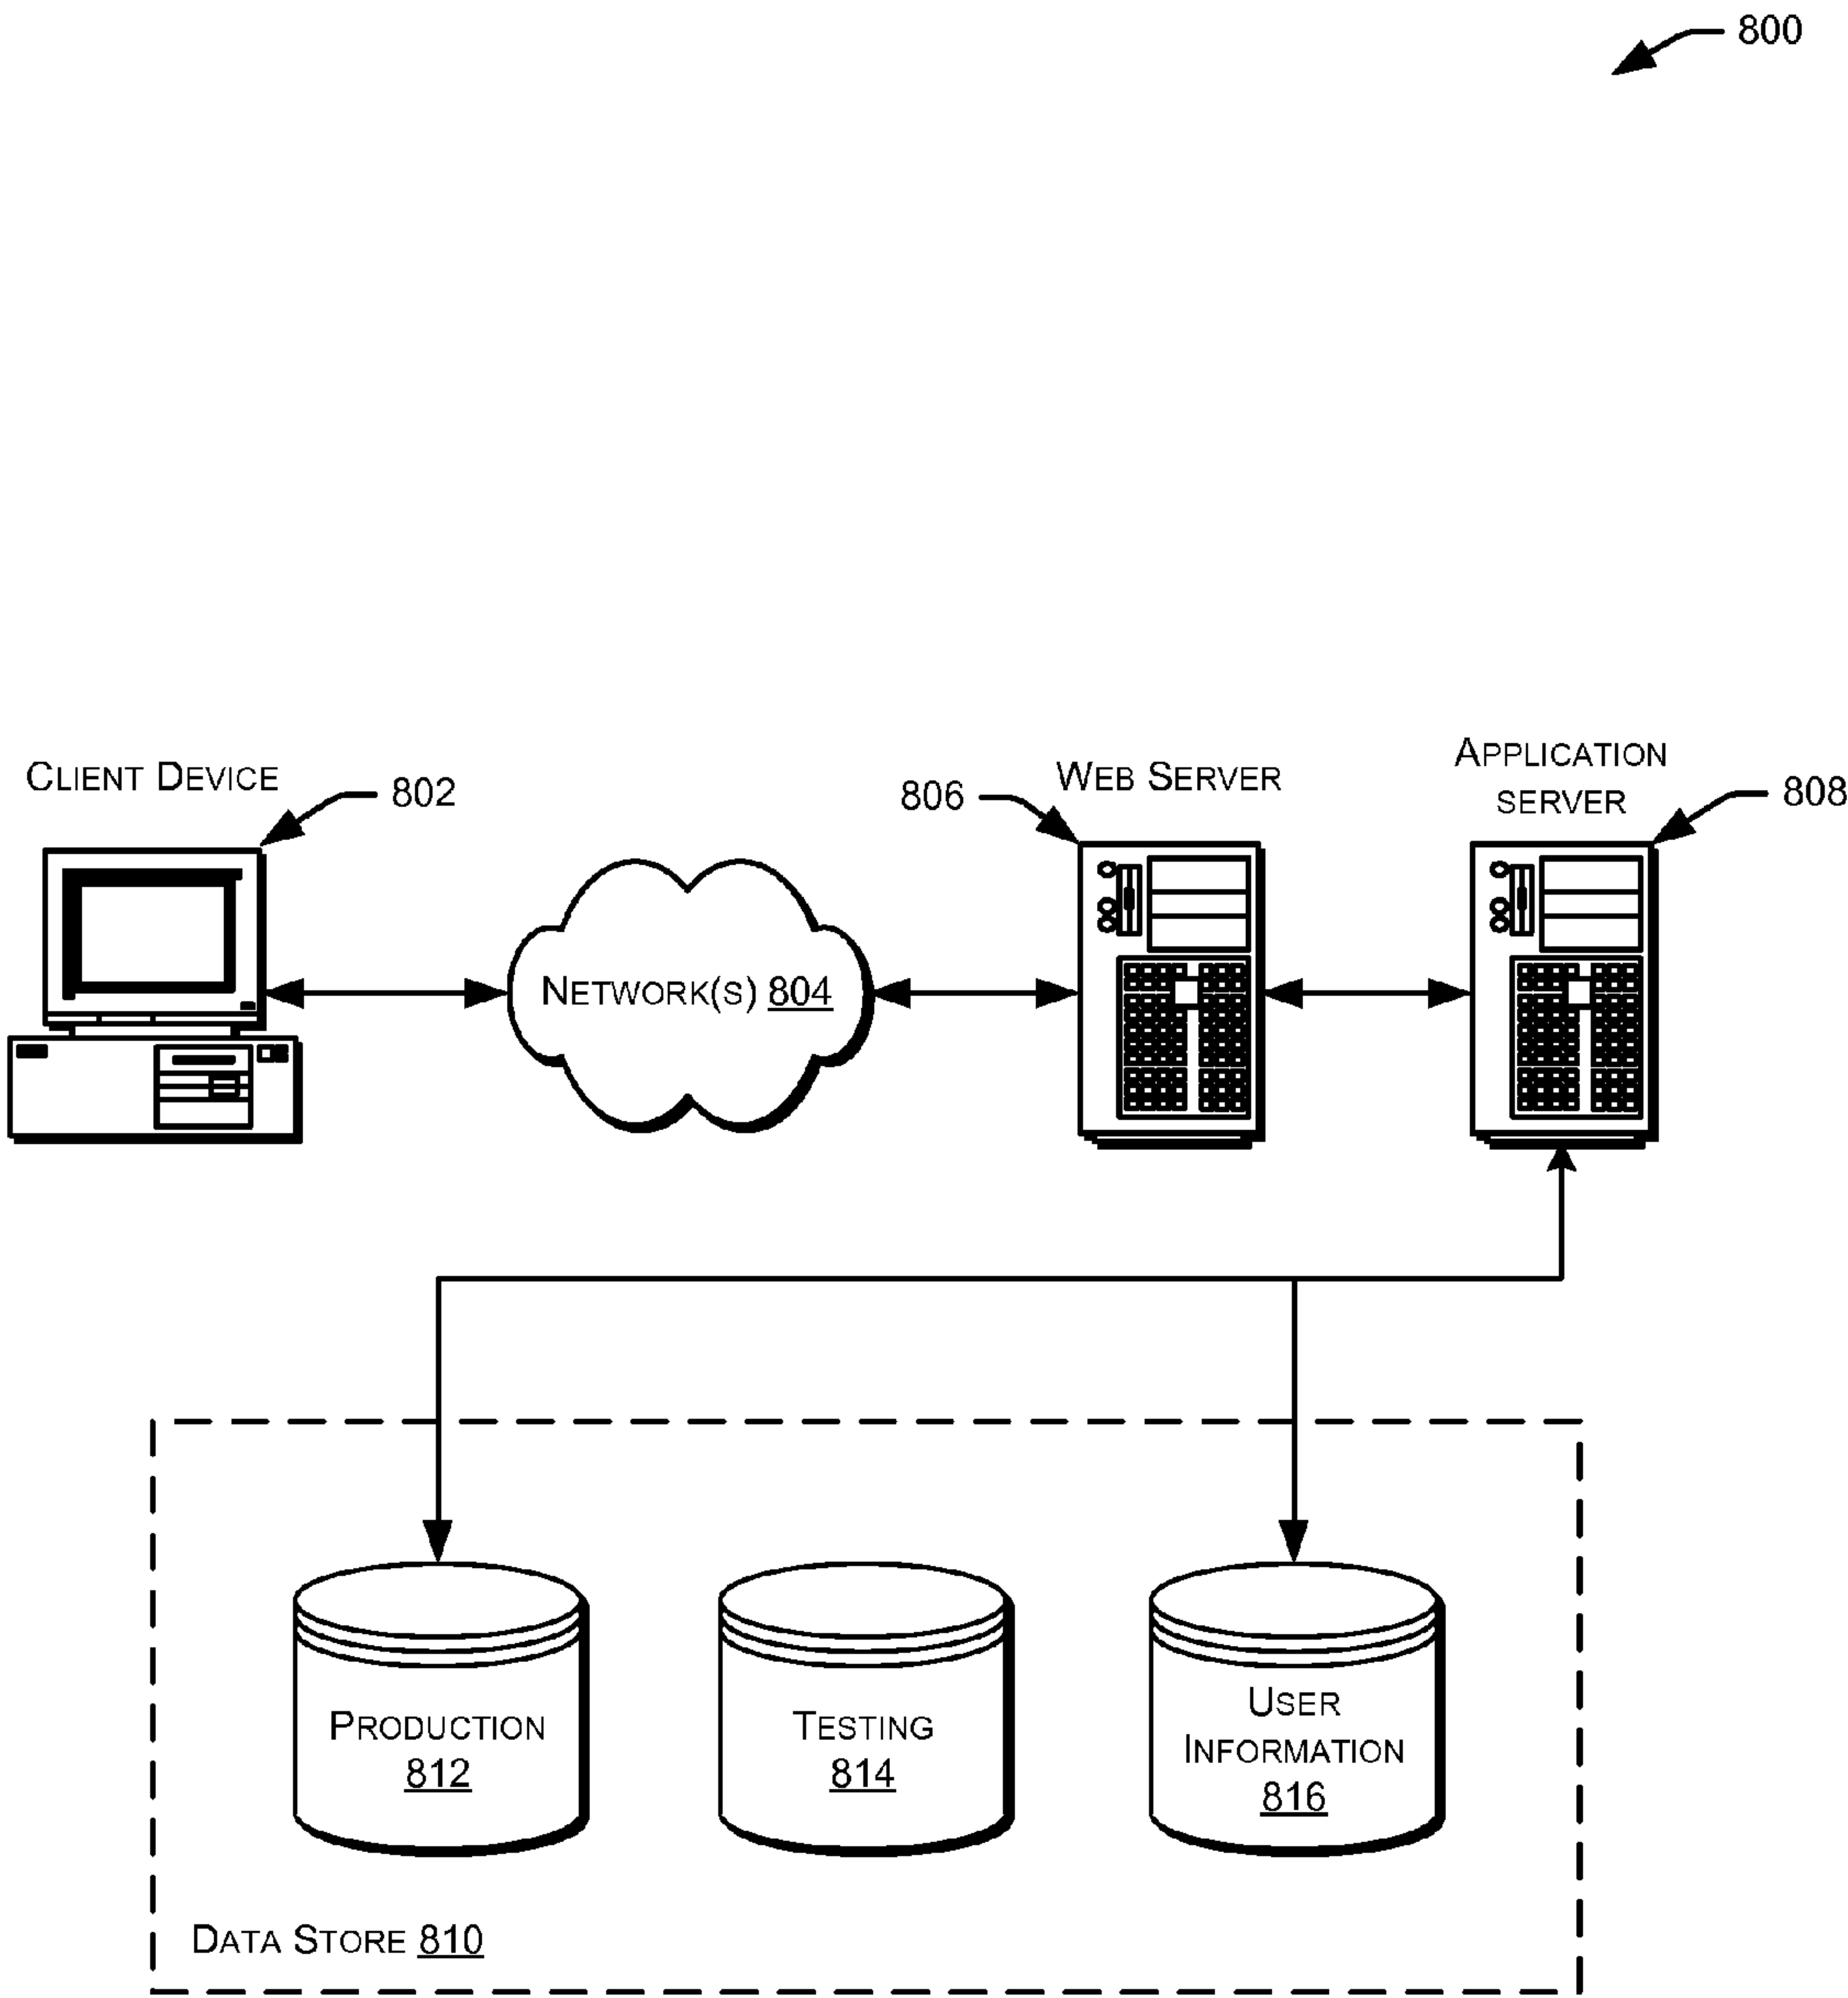 800
CLIENT DEVICE
802
806
WEB SERVER
APPLICATION
SERVER
808
NETWORK(S) 804
PRODUCTION
812
TESTING
814
USER
INFORMATION
816
DATA STORE 810